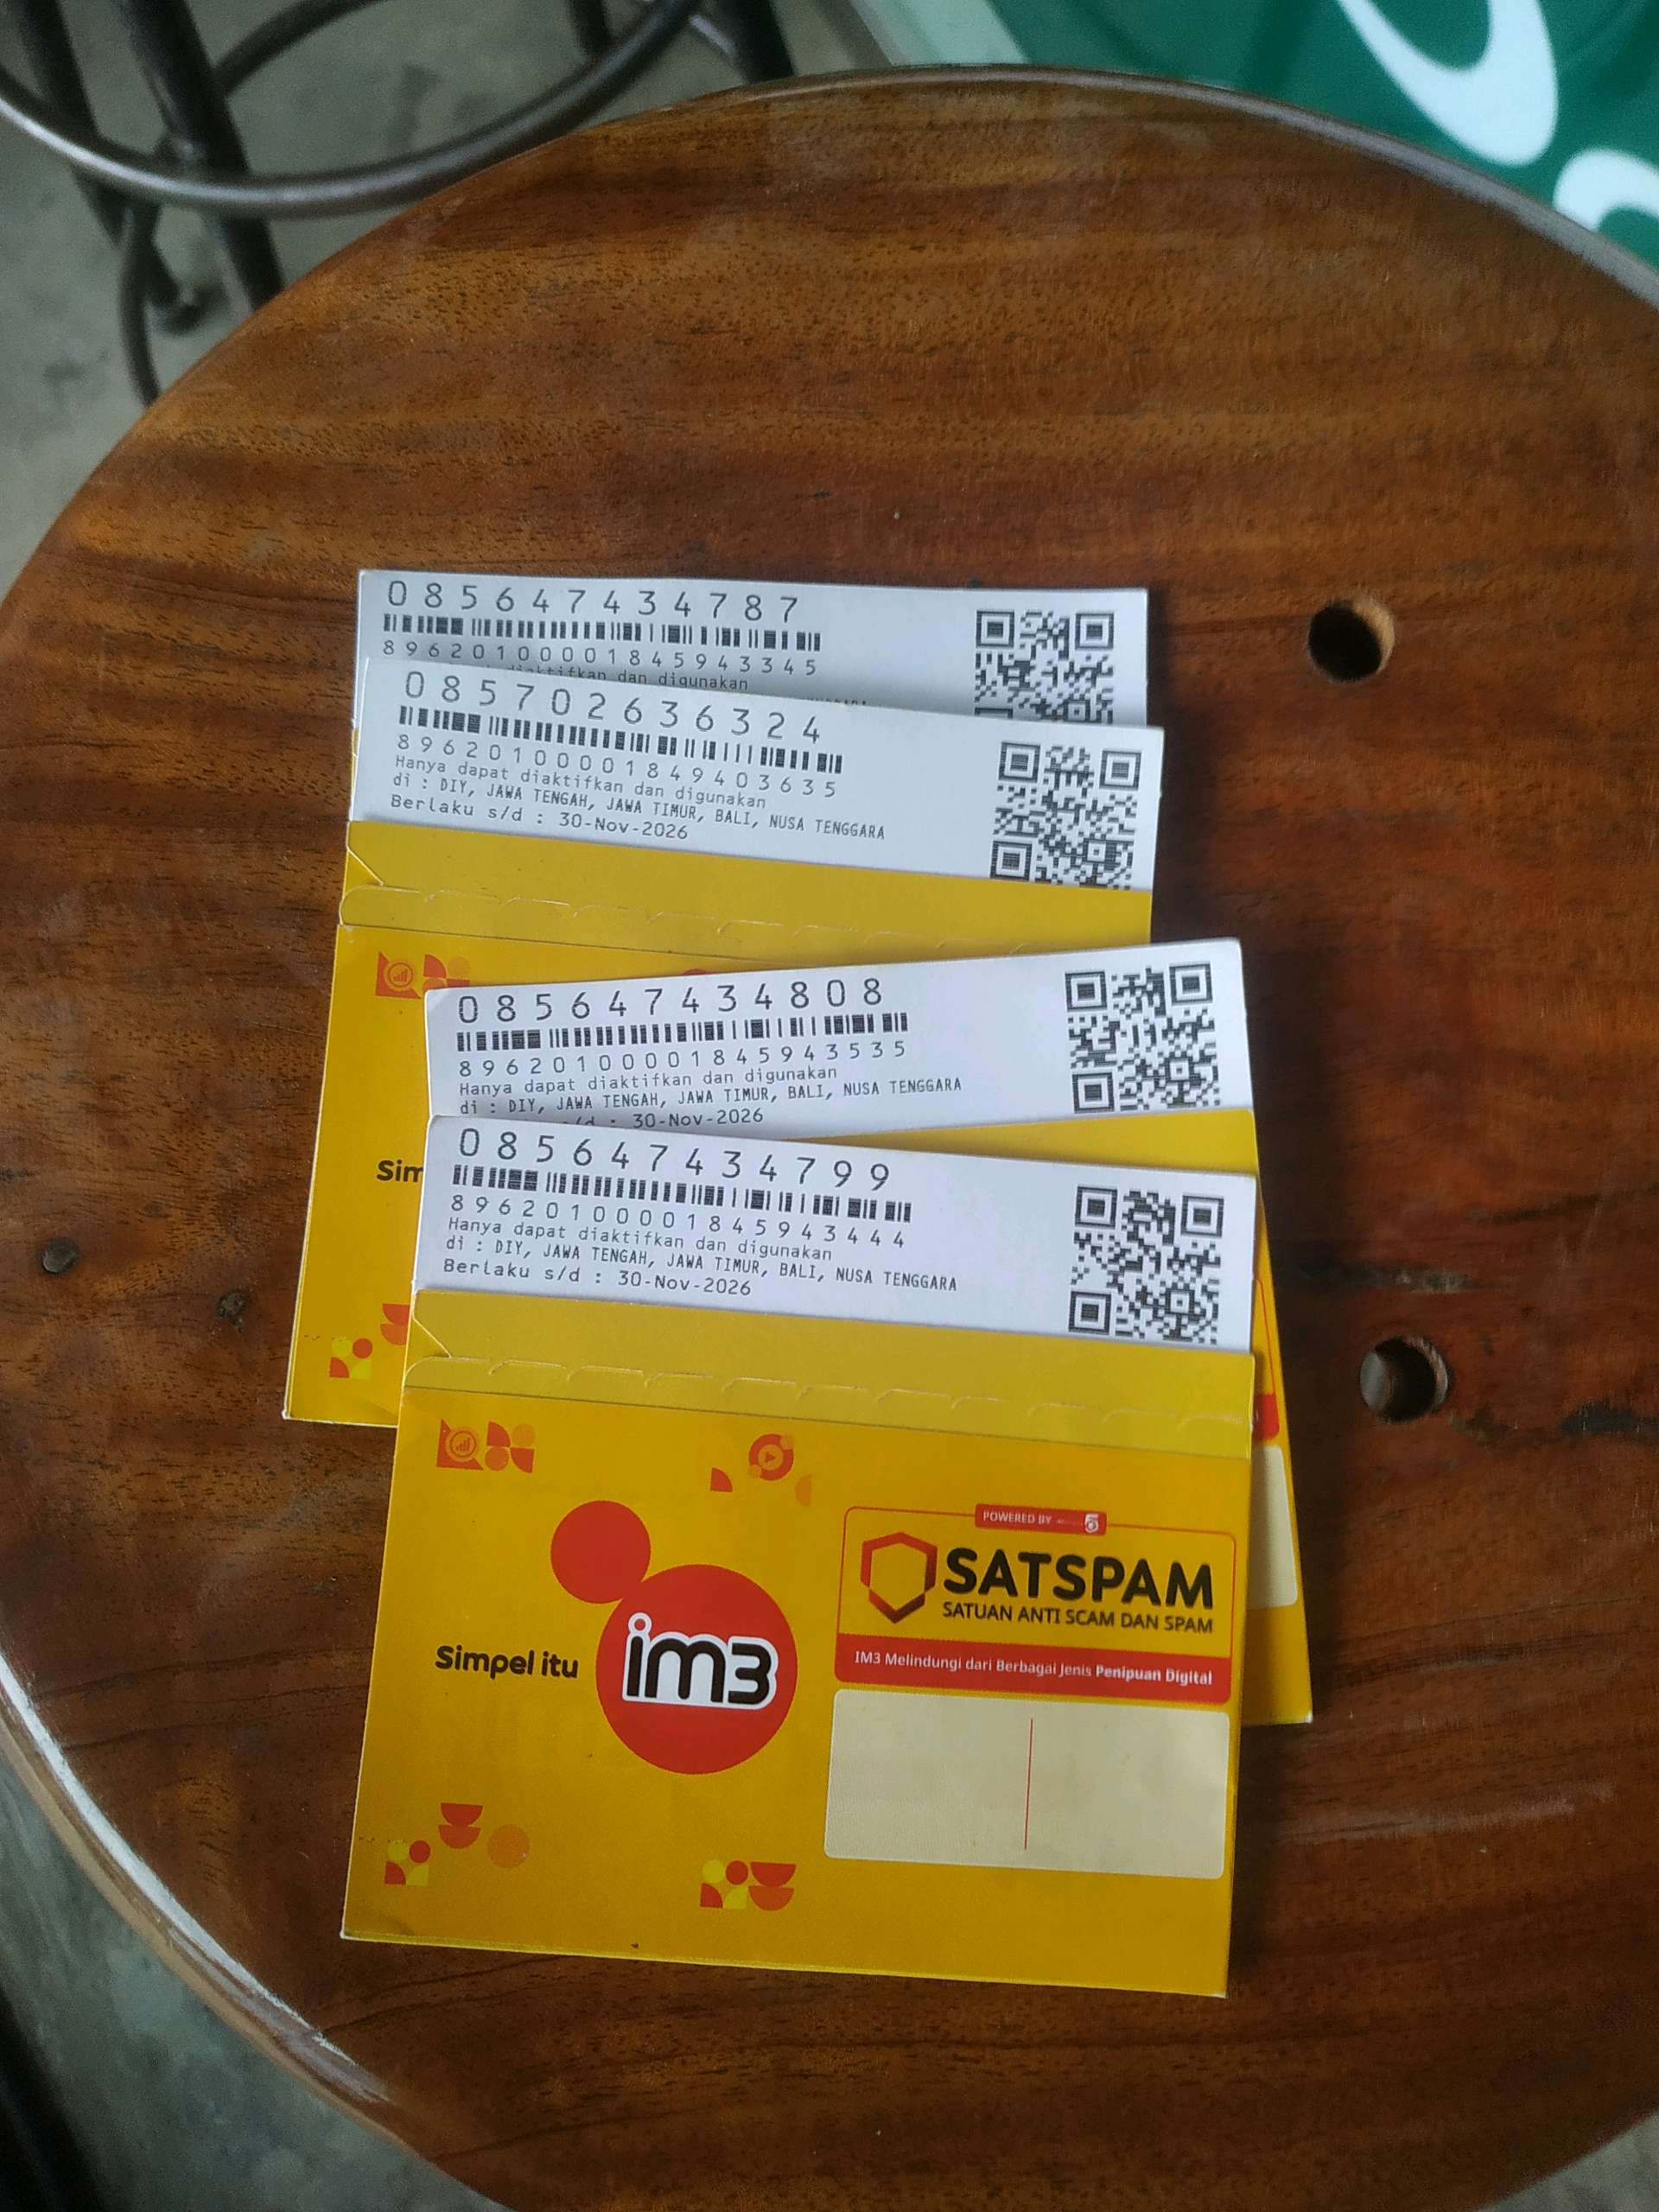 085647434787
89620100001845943345
diaktifkan dan digunakan
085702636324
89620100001849403635
Hanya dapat diaktifkan dan digunakan
di : DIY, JAWA TENGAH, JAWA TIMUR, BALI, NUSA TENGGARA
Berlaku s/d : 30-Nov-2026
Sim
085647434808
89620100001845943535
Hanya dapat diaktifkan dan digunakan
di : DIY, JAWA TENGAH, JAWA TIMUR, BALI, NUSA TENGGARA
s/d : 30-Nov-2026
085647434799
89620100001845943444
Hanya dapat diaktifkan dan digunakan
di : DIY, JAWA TENGAH, JAWA TIMUR, BALI, NUSA TENGGARA
Berlaku s/d : 30-Nov-2026
POWERED BY
SATSPAM
SATUAN ANTI SCAM DAN SPAM
IM3 Melindungi dari Berbagai Jenis Penipuan Digital
Simpel itu im3